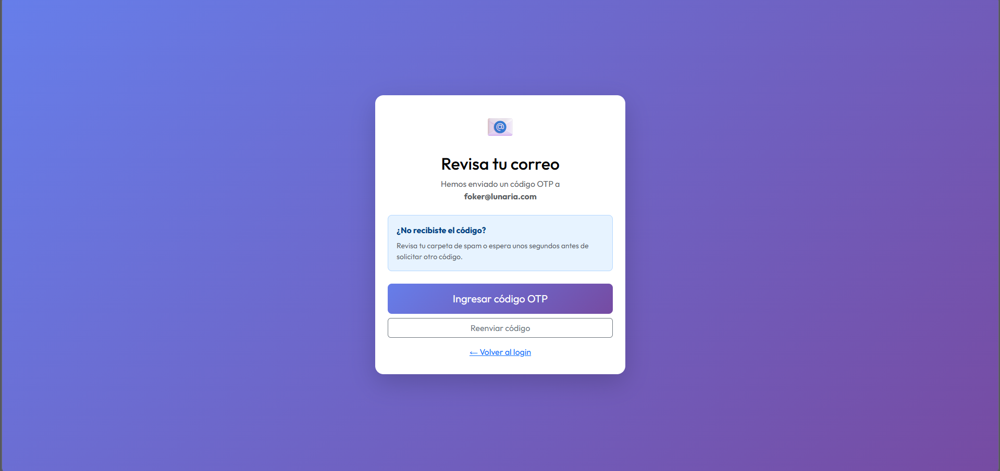 @
Revisa tu correo
Hemos enviado un código OTP a
foker@lunaria.com
¿No recibiste el código?
Revisa tu carpeta de spam o espera unos segundos antes de
solicitar otro código.
Ingresar código OTP
Reenviar código
← Volver al login